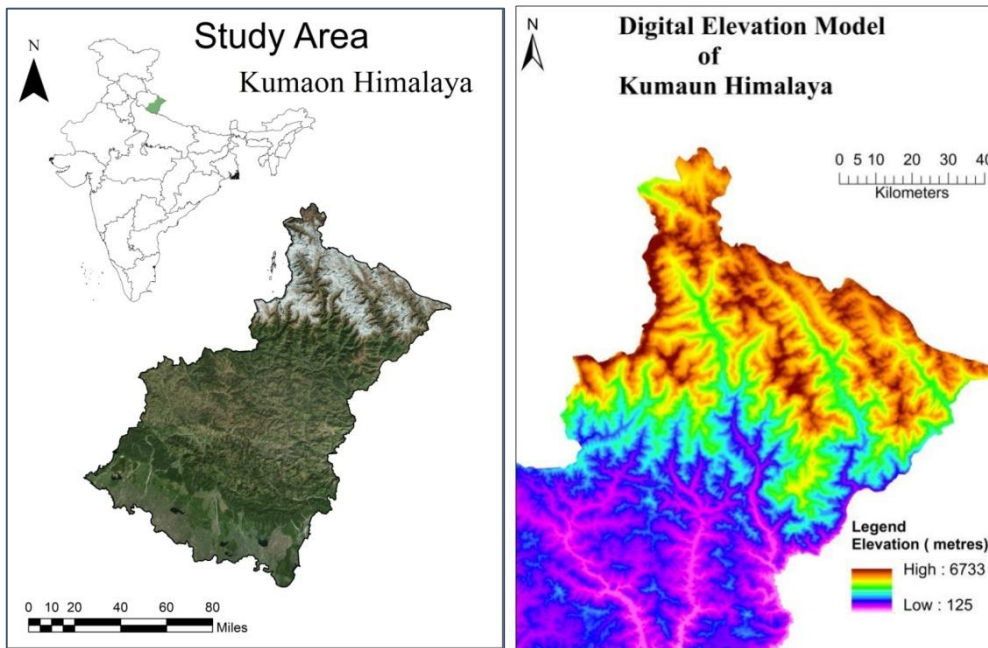 Study Area
Kumaon Himalaya
N
0 10 20 40 60 80
Miles
N
Digital Elevation Model
of
Kumaun Himalaya
0 5 10 20 30 40
Kilometers
Legend
Elevation ( metres)
High : 6733
Low : 125